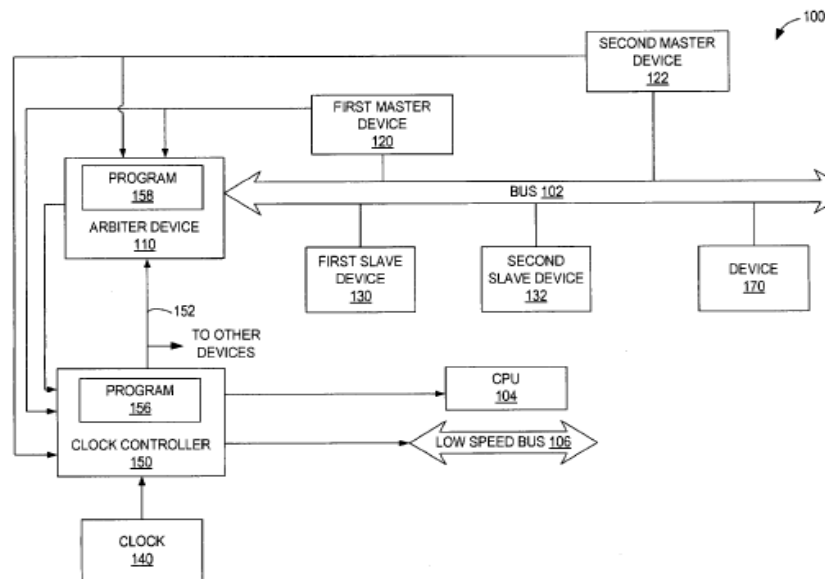 100
SECOND MASTER
DEVICE
122
FIRST MASTER
DEVICE
120
PROGRAM
158
ARBITER DEVICE
110
BUS 102
FIRST SLAVE
DEVICE
130
SECOND
SLAVE DEVICE
132
DEVICE
170
152
TO OTHER
DEVICES
PROGRAM
156
CLOCK CONTROLLER
150
CPU
104
LOW SPEED BUS 106
CLOCK
140